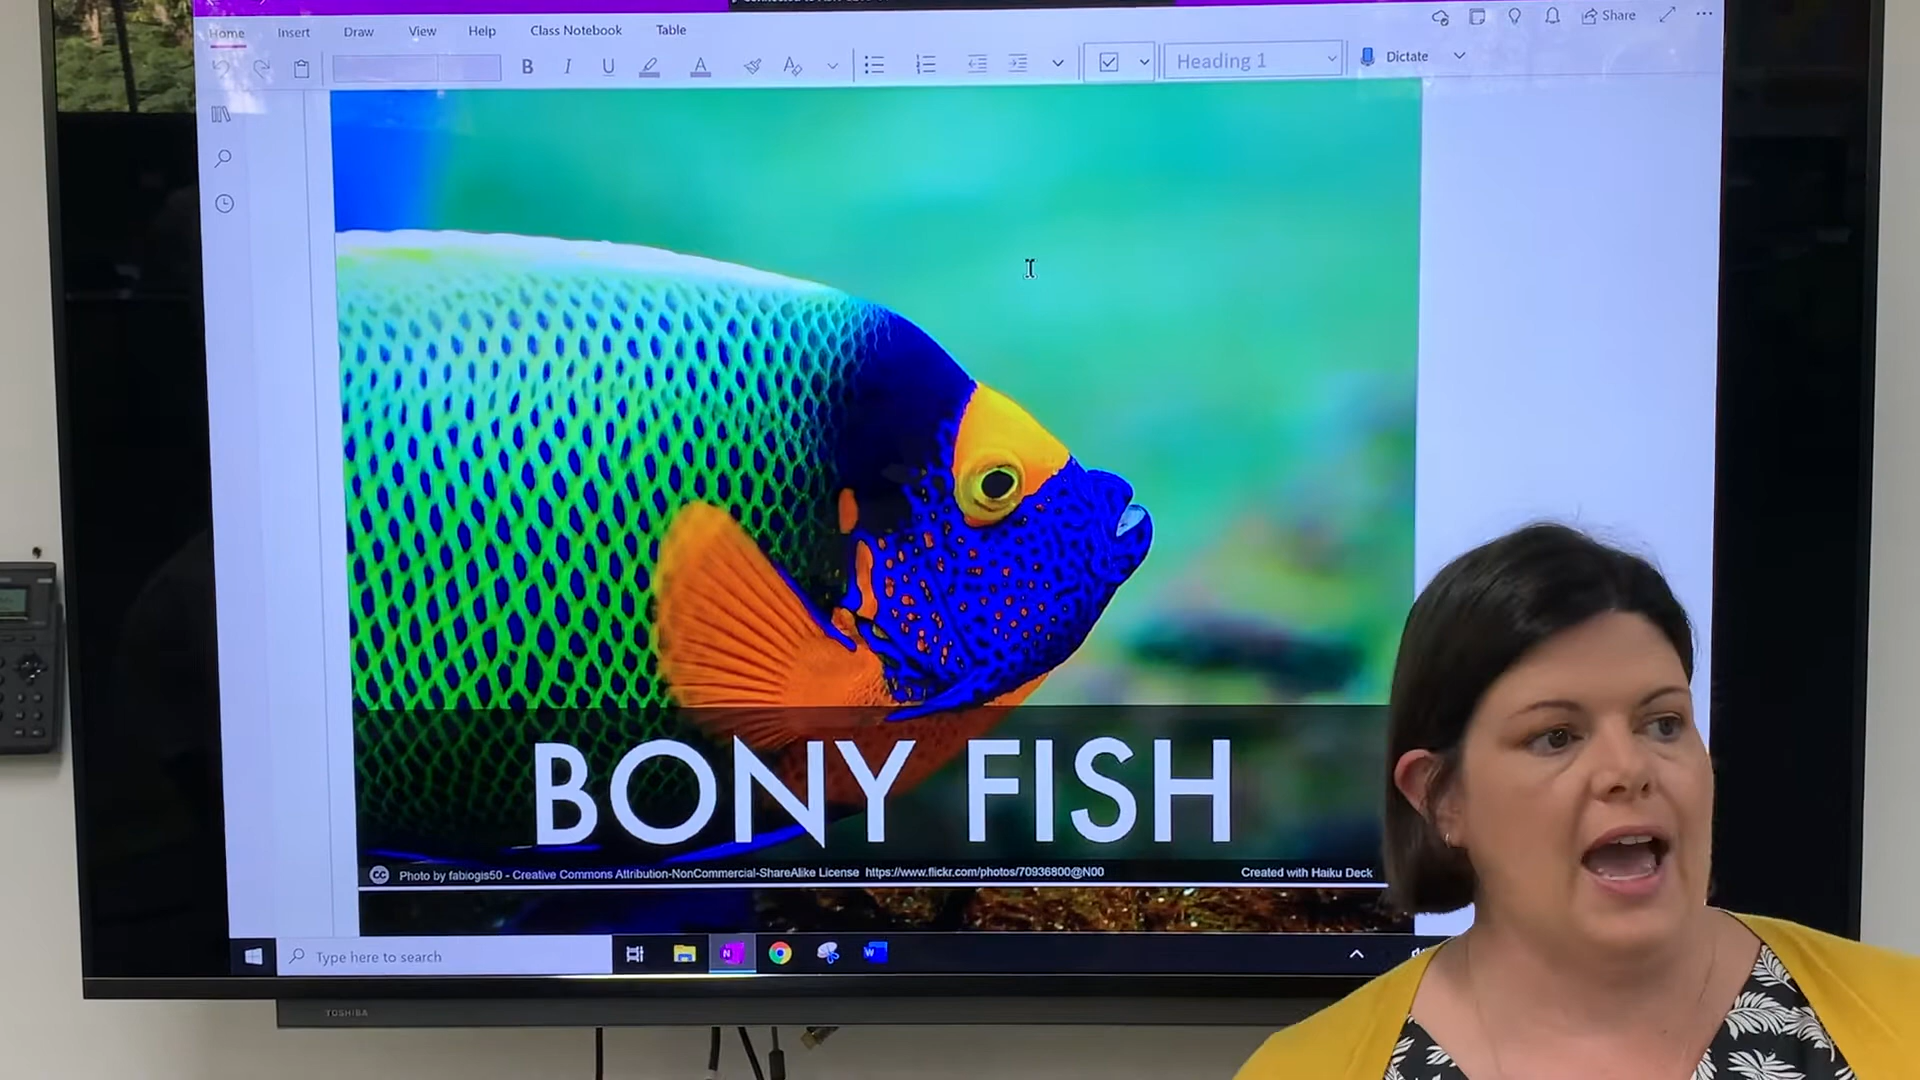 Home Insert Draw View Help Class Notebook Table Share
B I U A Heading 1 Dictate
BONY FISH
Photo by fabiogis50 - Creative Commons Attribution-NonCommercial-ShareAlike License https://www.flickr.com/photos/70936800@N00 Created with Haiku Deck
Type here to search
TOSHIBA